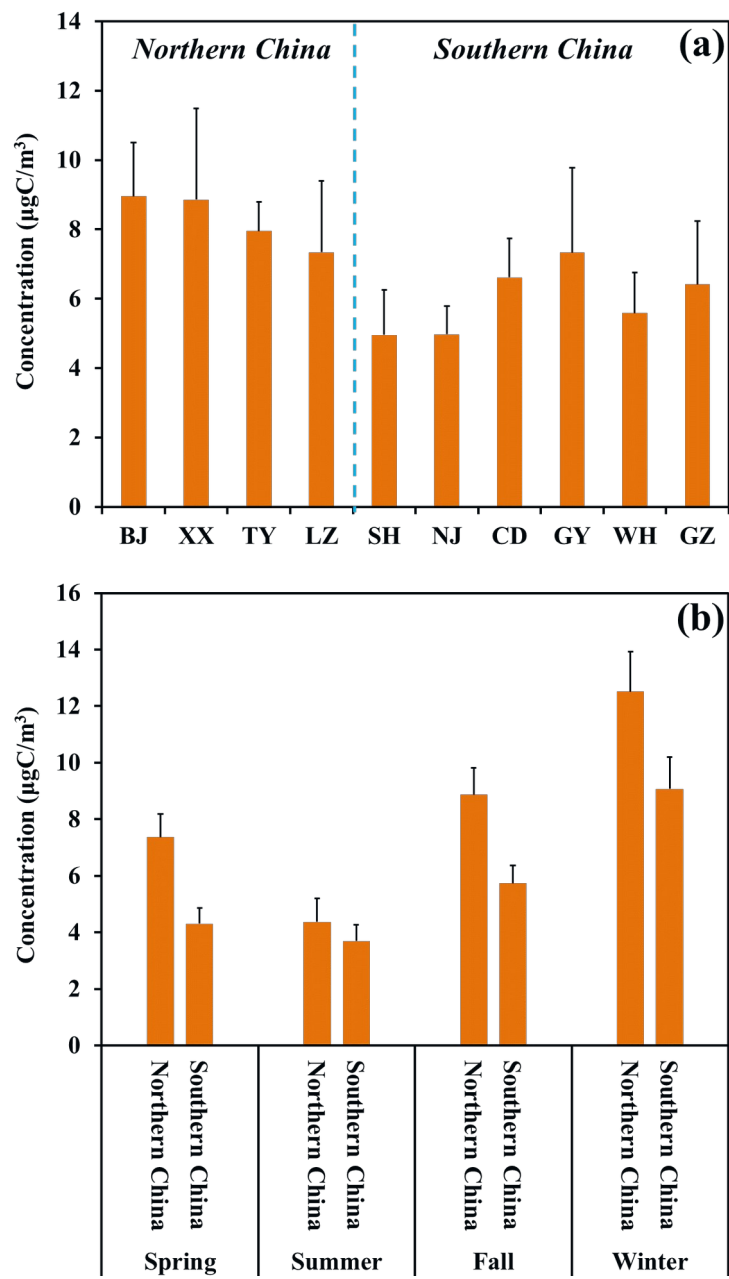 14
12
10
8
6
4
2
0
Concentration (µgC/m³)
Northern China
Southern China
(a)
BJ XX TY LZ SH NJ CD GY WH GZ
16
14
12
10
8
6
4
2
0
Concentration (µgC/m³)
(b)
Northern China
Southern China
Northern China
Southern China
Northern China
Southern China
Northern China
Southern China
Spring Summer Fall Winter